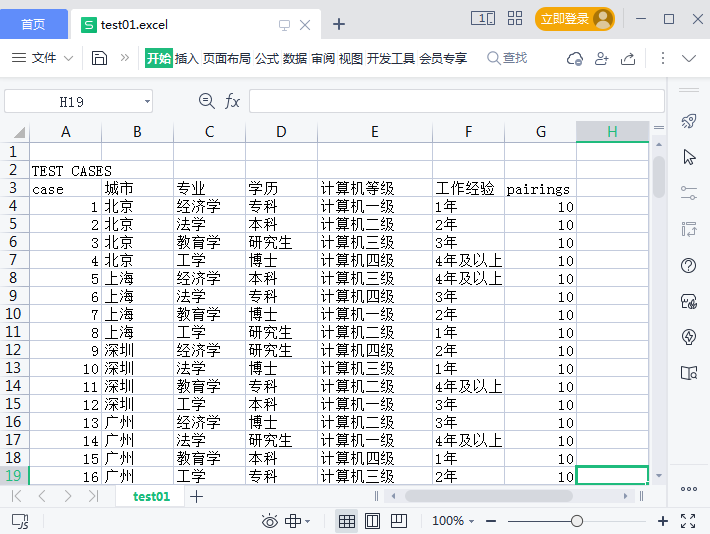 首页 S test01.excel 1 立即登录
文件 开始 插入 页面布局 公式 数据 审阅 视图 开发工具 会员专享 查找
H19 fx
A B C D E F G H
1
2 TEST CASES
3 case 城市 专业 学历 计算机等级 工作经验 pairings
4 1 北京 经济学 专科 计算机一级 1年 10
5 2 北京 法学 本科 计算机二级 2年 10
6 3 北京 教育学 研究生 计算机三级 3年 10
7 4 北京 工学 博士 计算机四级 4年及以上 10
8 5 上海 经济学 本科 计算机三级 4年及以上 10
9 6 上海 法学 专科 计算机四级 3年 10
10 7 上海 教育学 博士 计算机一级 2年 10
11 8 上海 工学 研究生 计算机二级 1年 10
12 9 深圳 经济学 研究生 计算机四级 2年 10
13 10 深圳 法学 博士 计算机三级 1年 10
14 11 深圳 教育学 专科 计算机二级 4年及以上 10
15 12 深圳 工学 本科 计算机一级 3年 10
16 13 广州 经济学 博士 计算机二级 3年 10
17 14 广州 法学 研究生 计算机一级 4年及以上 10
18 15 广州 教育学 本科 计算机四级 1年 10
19 16 广州 工学 专科 计算机三级 2年 10
test01
100%